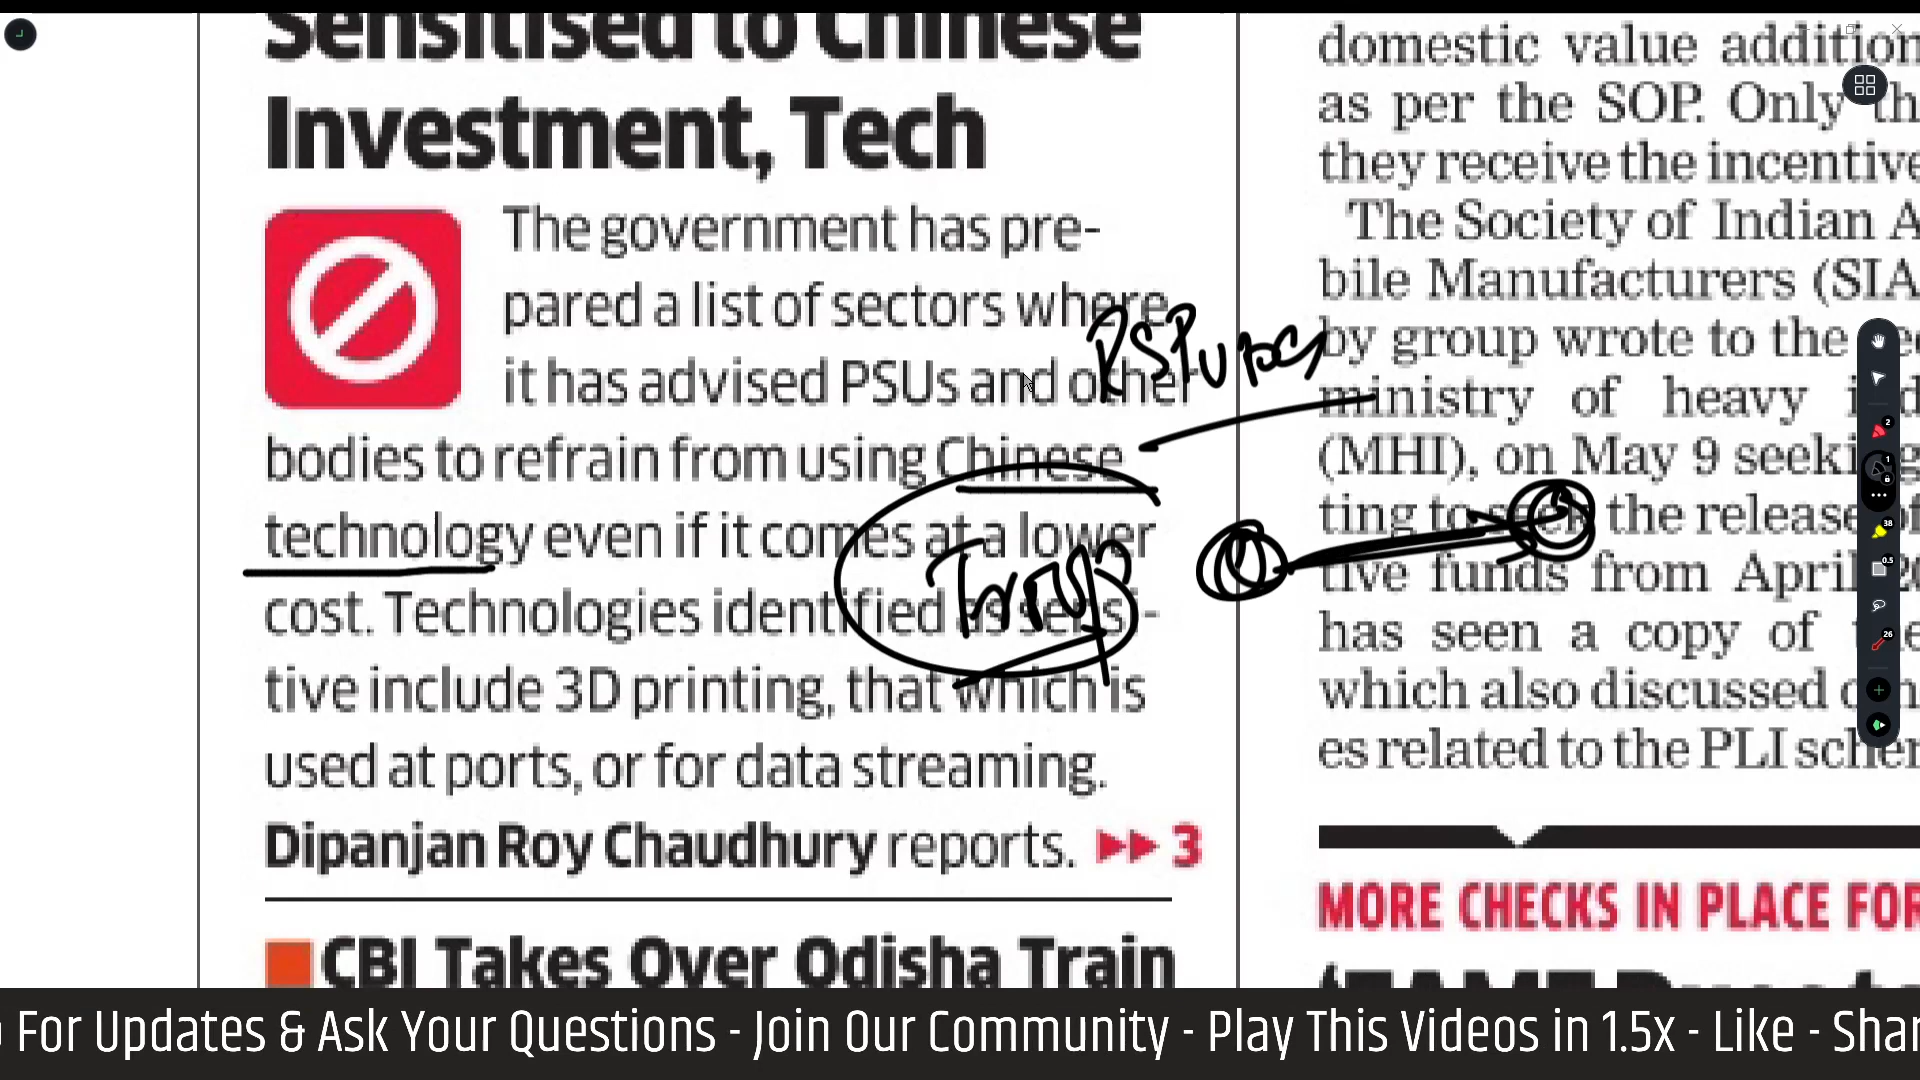 Sensitised to Chinese
Investment, Tech
The government has pre-
pared a list of sectors where
it has advised PSUs and other
bodies to refrain from using Chinese
technology even if it comes at a lower
cost. Technologies identified as sensi-
tive include 3D printing, that which is
used at ports, or for data streaming.
Dipanjan Roy Chaudhury reports. 3
CBI Takes Over Odisha Train
domestic value addition
as per the SOP. Only th
they receive the incentive
The Society of Indian A
bile Manufacturers (SIA
by group wrote to the
ministry of heavy
(MHI), on May 9 seeki
ting to the release of
tive funds from April
has seen a copy of
which also discussed
es related to the PLI
MORE CHECKS IN PLACE FOR
For Updates & Ask Your Questions - Join Our Community - Play This Videos in 1.5x - Like - Shar